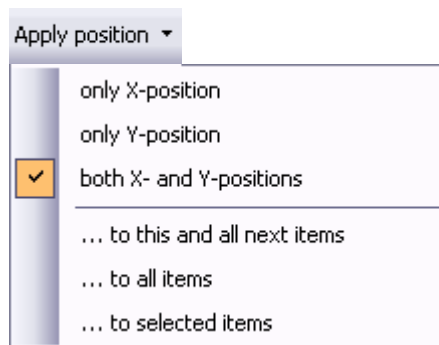 Apply position
only X-position
only Y-position
both X- and Y-positions
... to this and all next items
... to all items
... to selected items